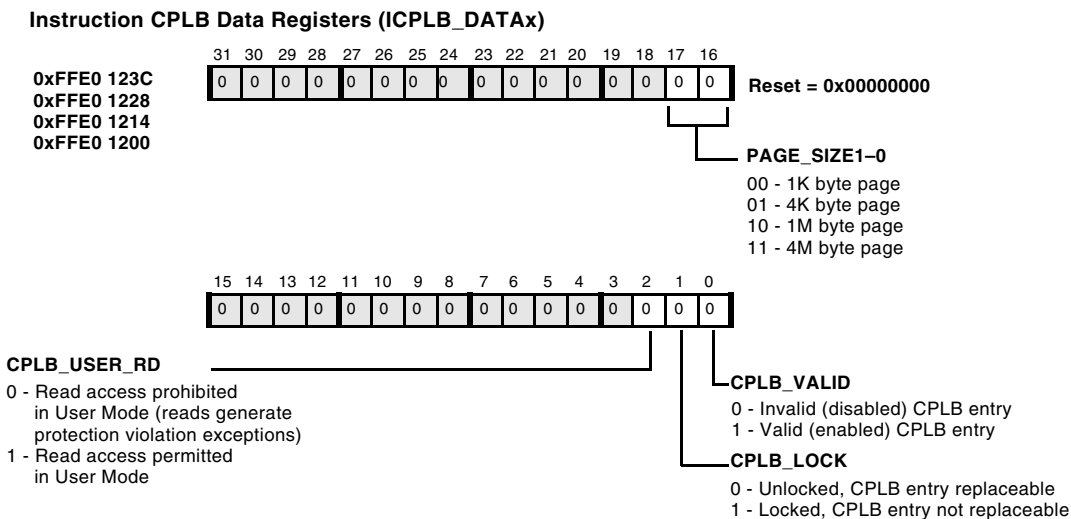 Instruction CPLB Data Registers (ICPLB_DATAx)
31 30 29 28 27 26 25 24 23 22 21 20 19 18 17 16
0xFFE0 123C
0xFFE0 1228
0xFFE0 1214
0xFFE0 1200
0 0 0 0 0 0 0 0 0 0 0 0 0 0 0 0
Reset = 0x00000000
PAGE_SIZE1–0
00 - 1K byte page
01 - 4K byte page
10 - 1M byte page
11 - 4M byte page
15 14 13 12 11 10 9 8 7 6 5 4 3 2 1 0
0 0 0 0 0 0 0 0 0 0 0 0 0 0 0 0
CPLB_USER_RD
0 - Read access prohibited
in User Mode (reads generate
protection violation exceptions)
1 - Read access permitted
in User Mode
CPLB_VALID
0 - Invalid (disabled) CPLB entry
1 - Valid (enabled) CPLB entry
CPLB_LOCK
0 - Unlocked, CPLB entry replaceable
1 - Locked, CPLB entry not replaceable